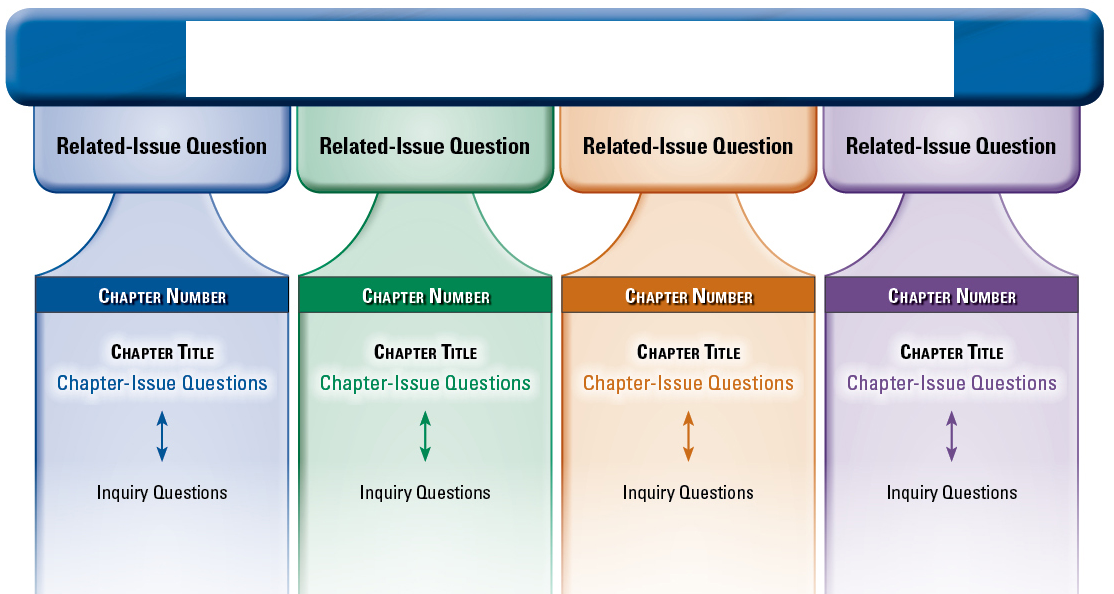 Related-Issue Question
Related-Issue Question
Related-Issue Question
Related-Issue Question
Chapter Number
Chapter Number
Chapter Number
Chapter Number
Chapter Title
Chapter-Issue Questions
Inquiry Questions
Chapter Title
Chapter-Issue Questions
Inquiry Questions
Chapter Title
Chapter-Issue Questions
Inquiry Questions
Chapter Title
Chapter-Issue Questions
Inquiry Questions